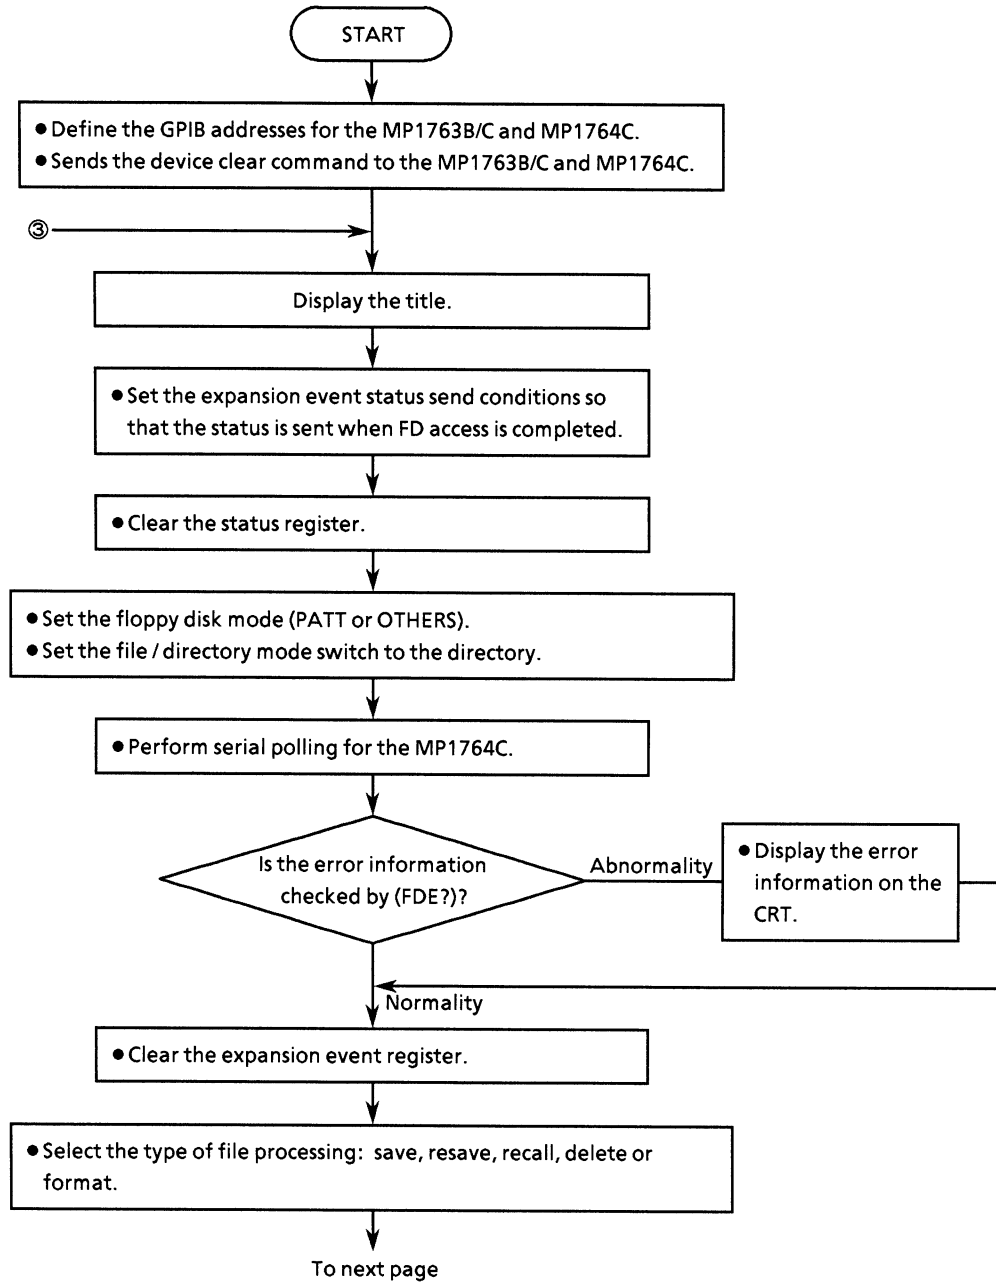 START
● Define the GPIB addresses for the MP1763B/C and MP1764C.
● Sends the device clear command to the MP1763B/C and MP1764C.
③
Display the title.
● Set the expansion event status send conditions so
that the status is sent when FD access is completed.
● Clear the status register.
● Set the floppy disk mode (PATT or OTHERS).
● Set the file / directory mode switch to the directory.
● Perform serial polling for the MP1764C.
Is the error information
checked by (FDE?)?
Abnormality
● Display the error
information on the
CRT.
Normality
● Clear the expansion event register.
● Select the type of file processing: save, resave, recall, delete or
format.
To next page